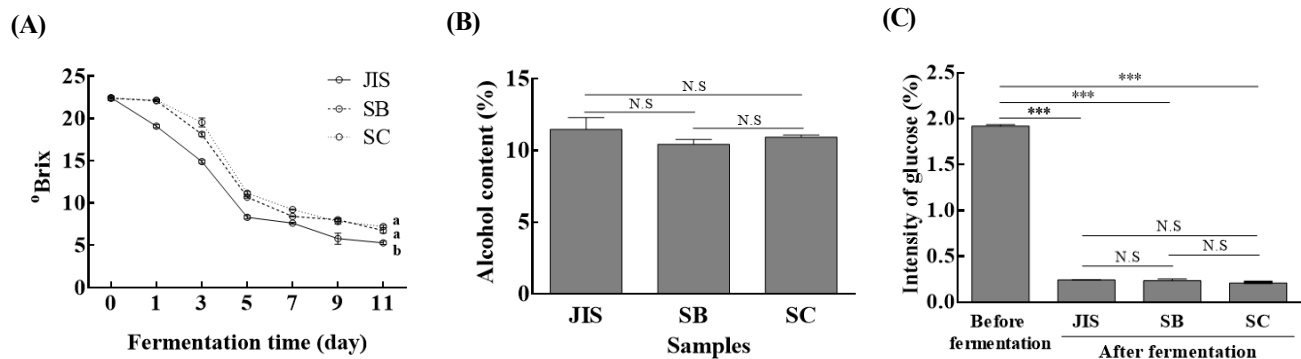 (A)
25
20
15
10
5
0
°Brix
JIS
SB
SC
a
a
b
0 1 3 5 7 9 11
Fermentation time (day)
(B)
15
10
5
0
Alcohol content (%)
N.S
N.S
N.S
JIS SB SC
Samples
(C)
2.5
2.0
1.5
1.0
0.5
0.0
Intensity of glucose (%)
***
***
***
N.S
N.S
N.S
Before
fermentation
JIS SB SC
After fermentation